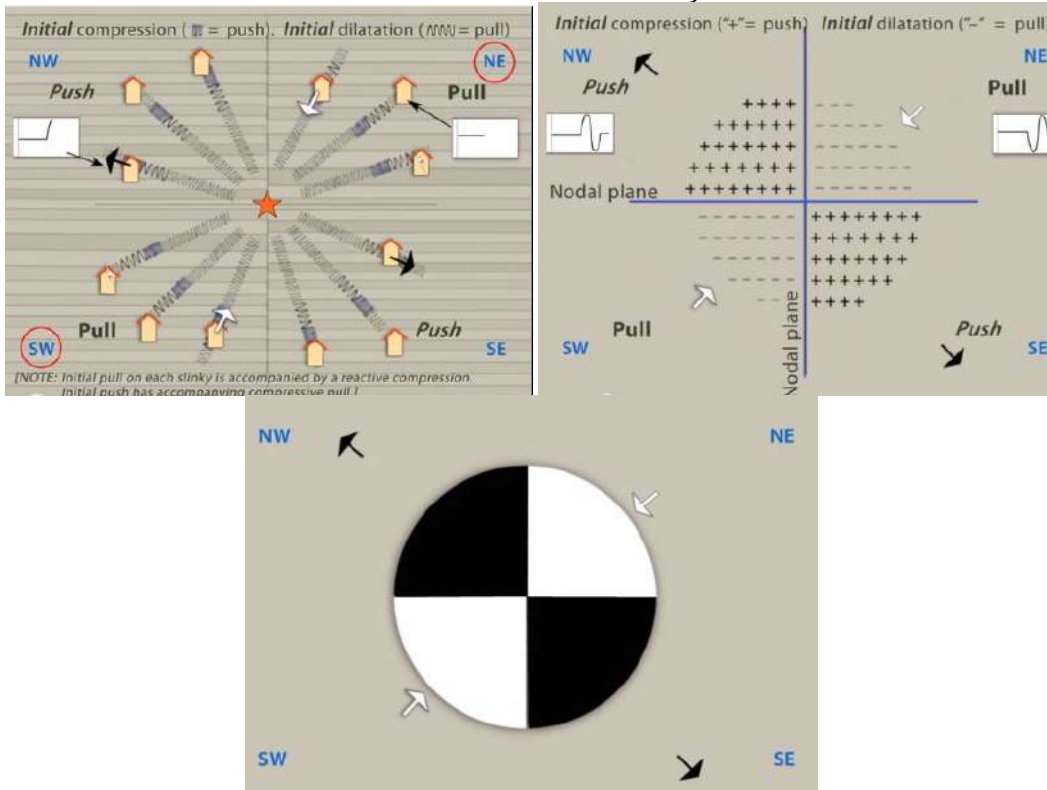 Initial compression ( = push). Initial dilatation ( = pull)
NW
NE
Push
Pull
Pull
Push
SW
SE
[NOTE: Initial pull on each slinky is accompanied by a reactive compression.
Initial push has accompanying compressive pull.]
Initial compression ("+"= push) Initial dilatation ("-" = pull
NW
NE
Push
Pull
+ + + + - - -
+ + + + + + - - - - -
+ + + + + + + - - - - - -
+ + + + + + + + - - - - - - -
Nodal plane
+ + + + + + + + - - - - - - -
- - - - - - - + + + + + + + +
- - - - - - - + + + + + + + +
- - - - - - + + + + + + +
- - - - - + + + + + +
- - + + + +
Nodal plane
Pull
Push
SW
SE
NW
NE
SW
SE